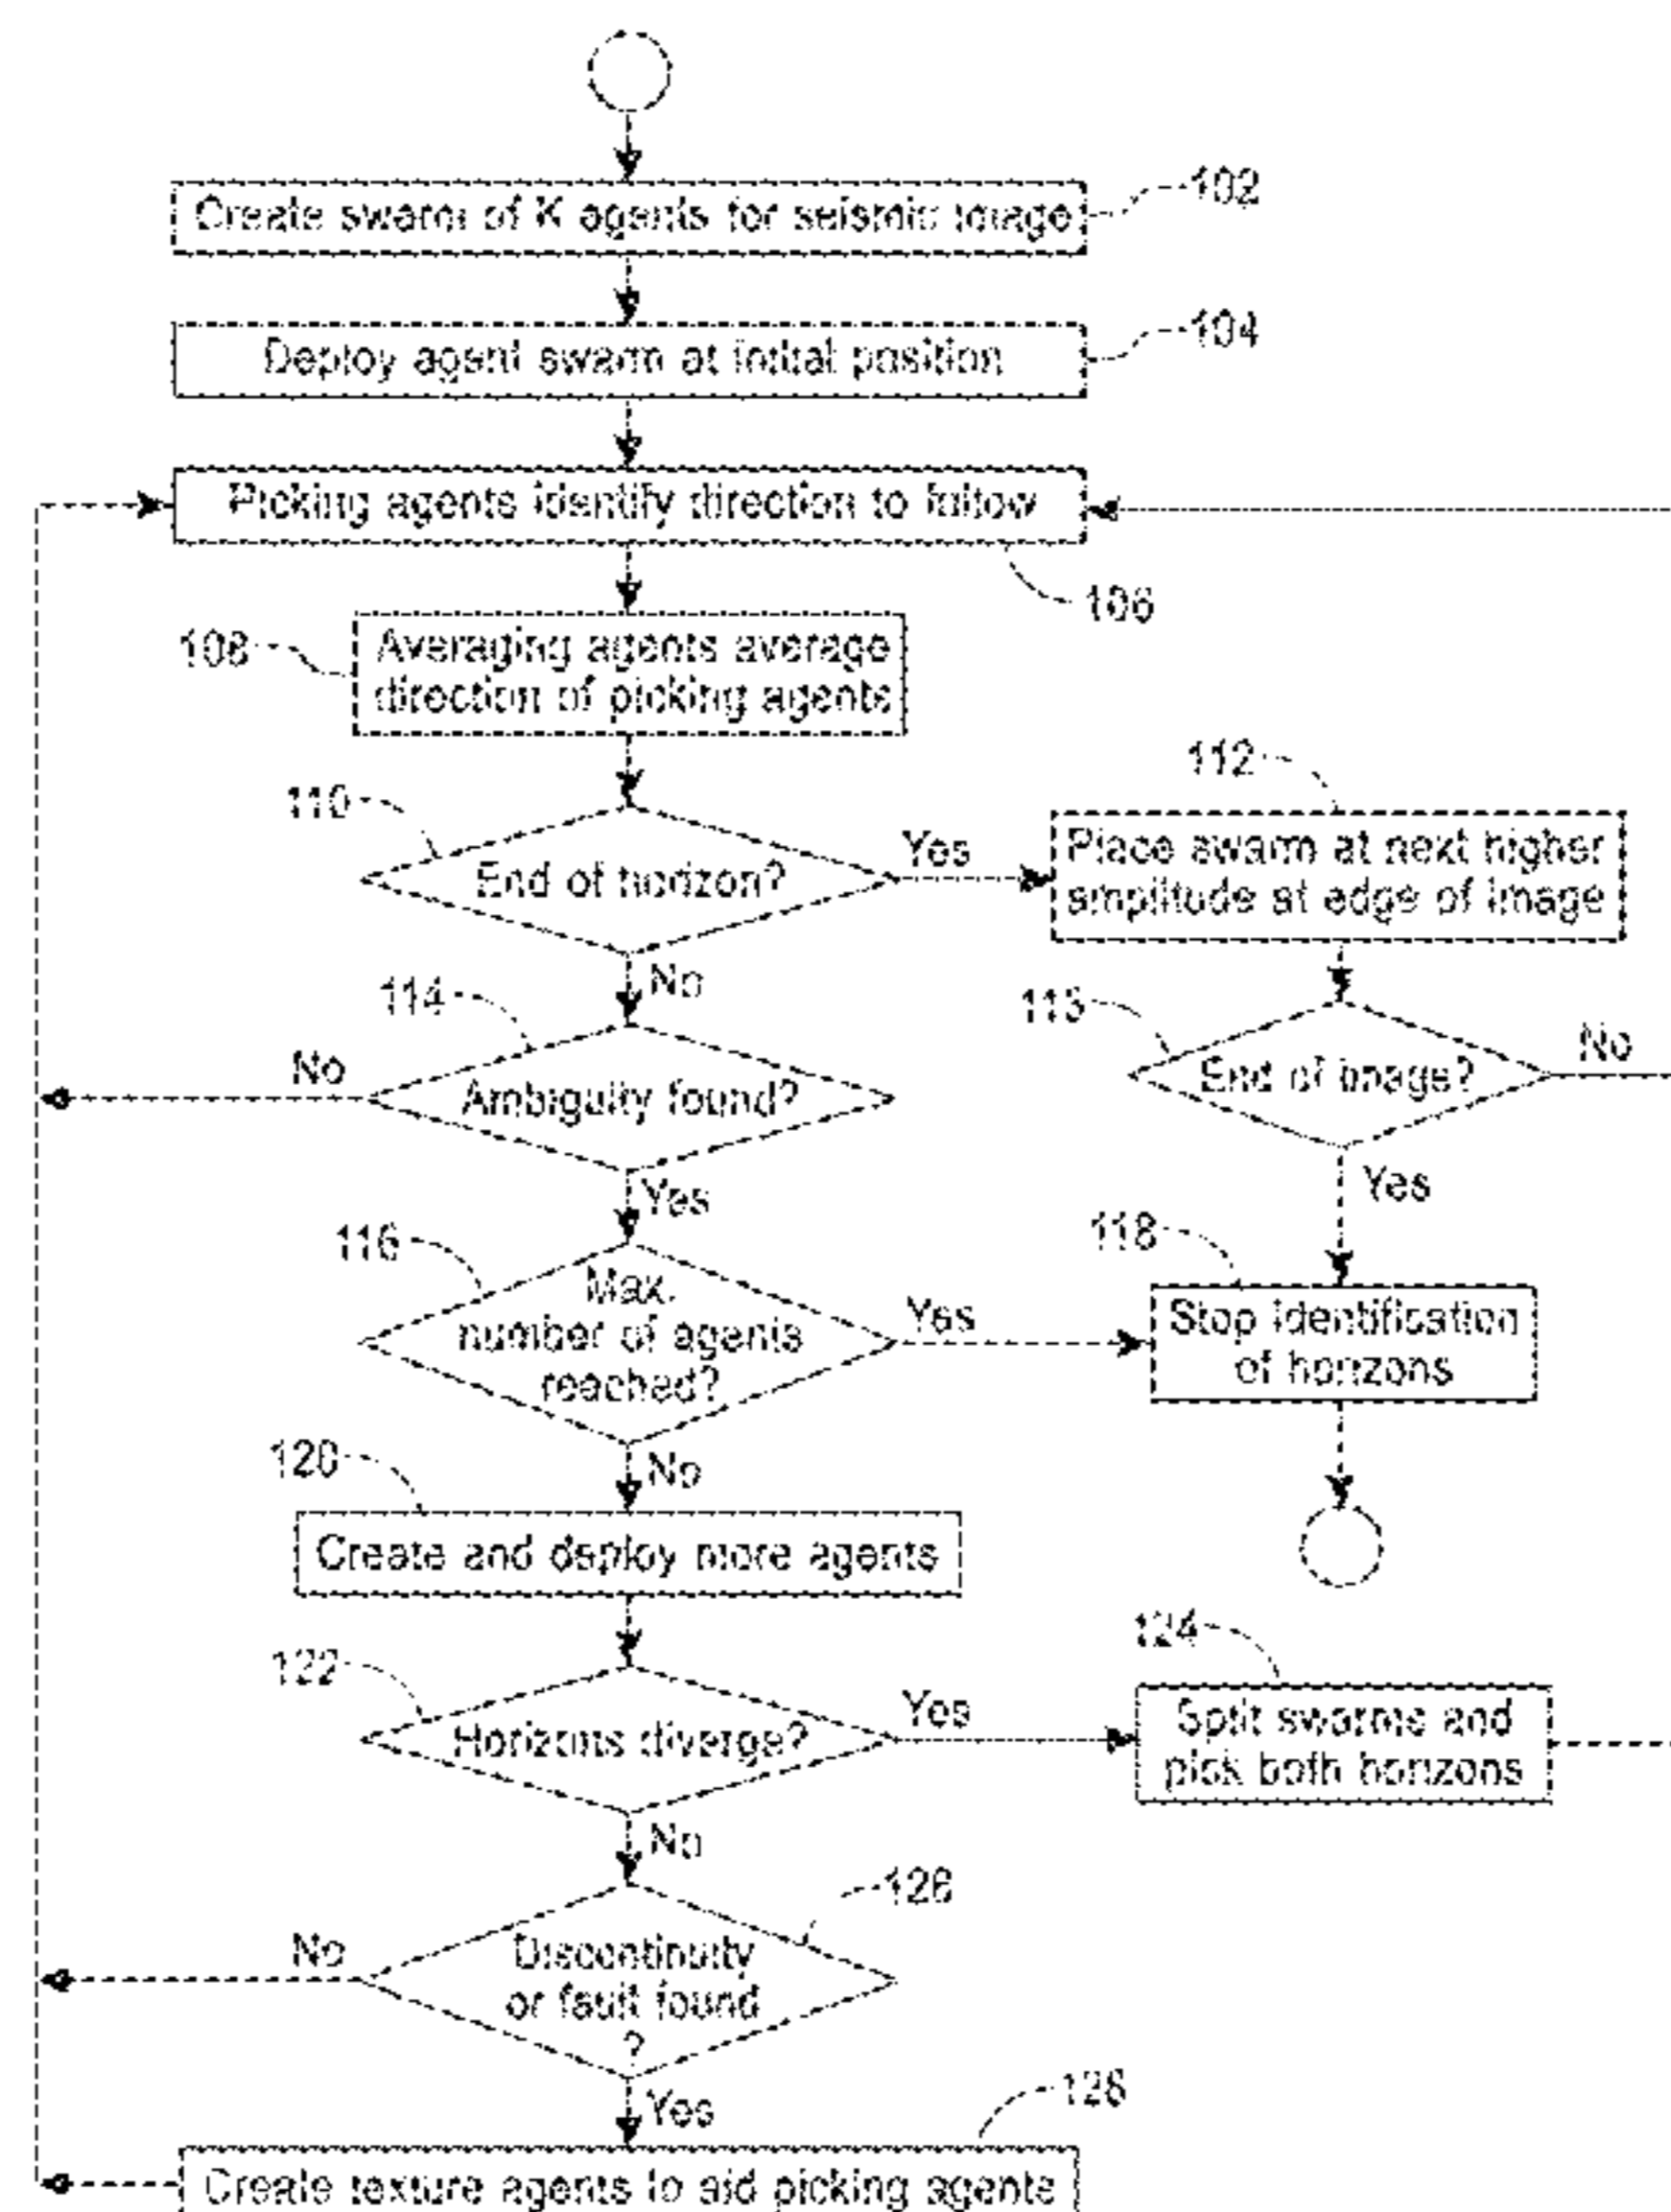 Create swarm of K agents for seismic image
102
Deploy agent swarm at initial position
104
Picking agents identify direction to follow
106
108
Averaging agents average
direction of picking agents
110
End of horizon?
Yes
112
Place swarm at next higher
amplitude at edge of image
No
114
113
No
Ambiguity found?
End of image?
No
Yes
Yes
116
118
Max.
number of agents
reached?
Yes
Stop identification
of horizons
No
120
Create and deploy more agents
122
124
Horizons diverge?
Yes
Split swarms and
pick both horizons
No
126
No
Discontinuity
or fault found
?
Yes
128
Create texture agents to aid picking agents